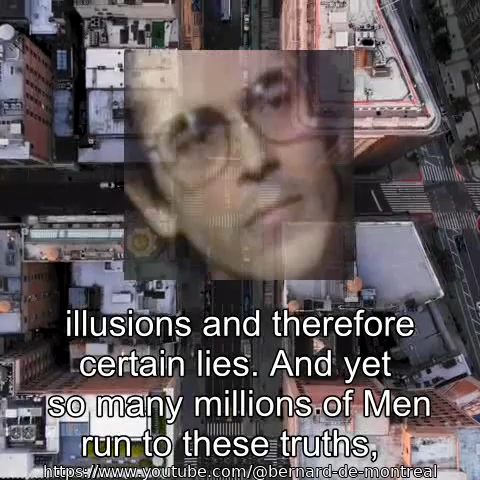 illusions and therefore
certain lies. And yet
so many millions of Men
run to these truths,
https://www.youtube.com/@bernard-de-montreal